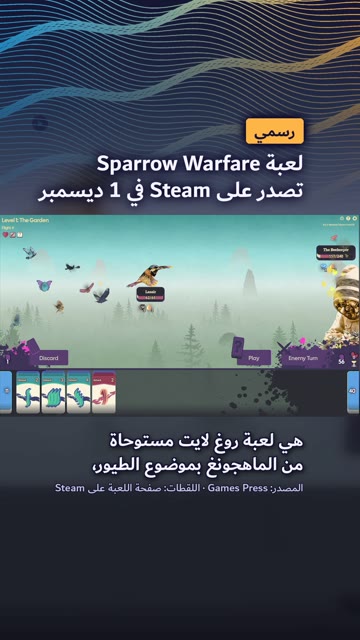 رسمي
لعبة Sparrow Warfare
تصدر على Steam في 1 ديسمبر
Level 1: The Garden
The Beekeeper
Discard
Play
Enemy Turn
56
هي لعبة روغ لايت مستوحاة
من الماهجونغ بموضوع الطيور،
المصدر: Games Press · اللقطات: صفحة اللعبة على Steam